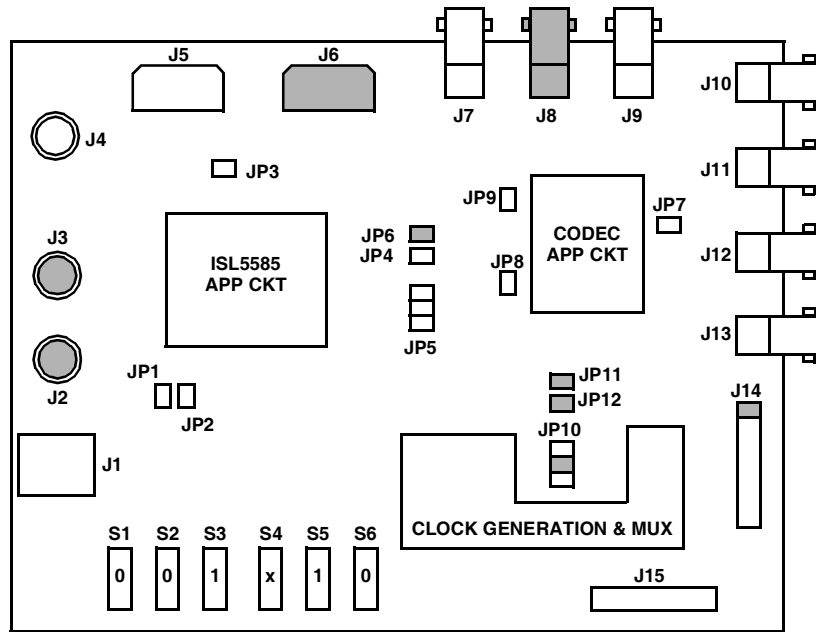 J5
J6
J7
J8
J9
J10
J4
JP3
J11
JP9
JP7
J3
JP6
JP4
ISL5585
APP CKT
CODEC
APP CKT
J12
JP8
JP5
J13
J2
JP1
JP2
JP11
JP12
J14
JP10
J1
CLOCK GENERATION & MUX
S1 S2 S3 S4 S5 S6
0 0 1 x 1 0
J15